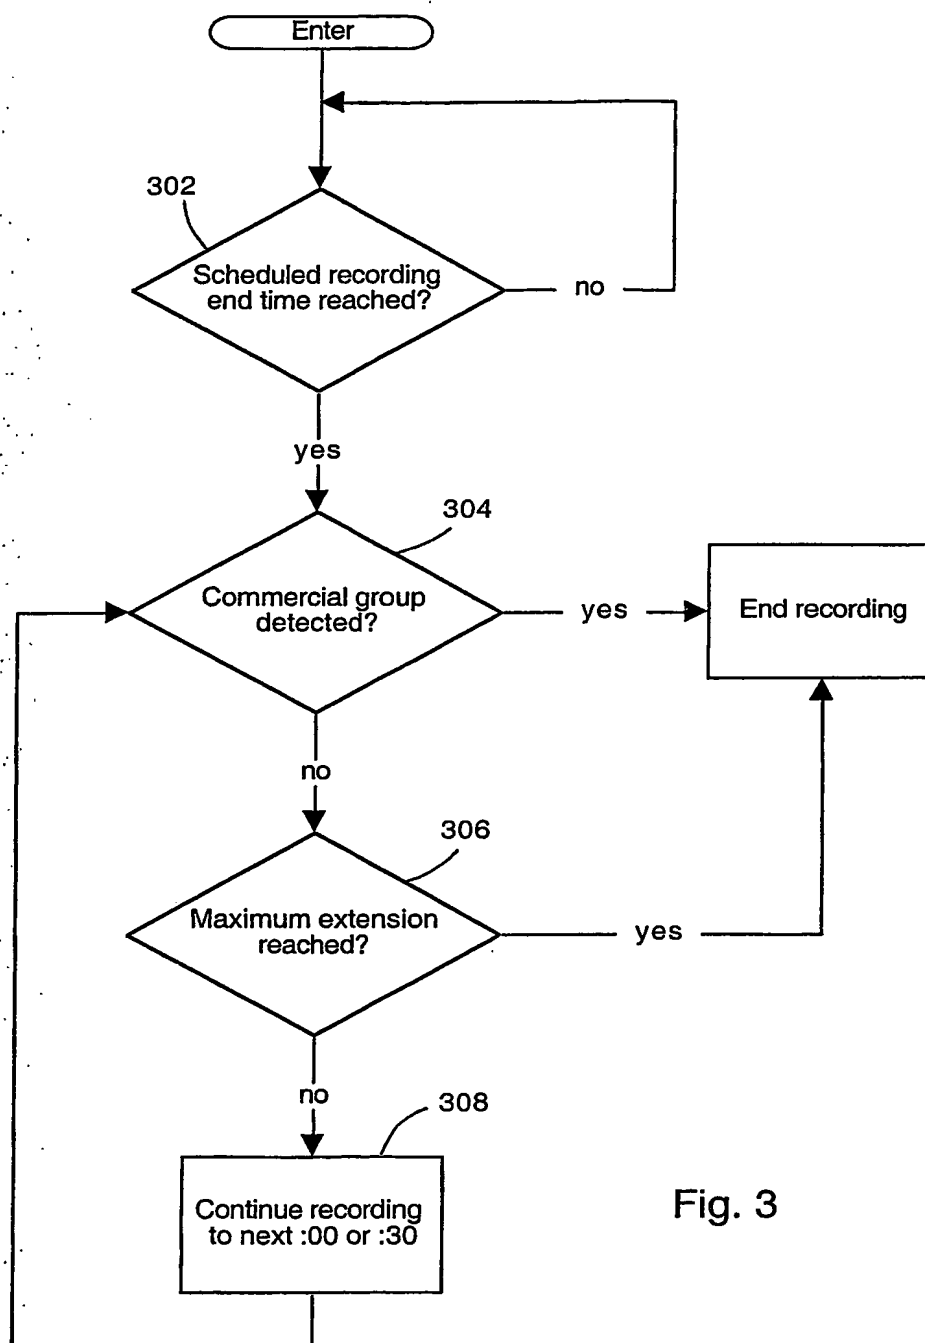 Enter
302
Scheduled recording
end time reached?
no
yes
304
Commercial group
detected?
yes
End recording
no
306
Maximum extension
reached?
yes
no
308
Continue recording
to next :00 or :30
Fig. 3